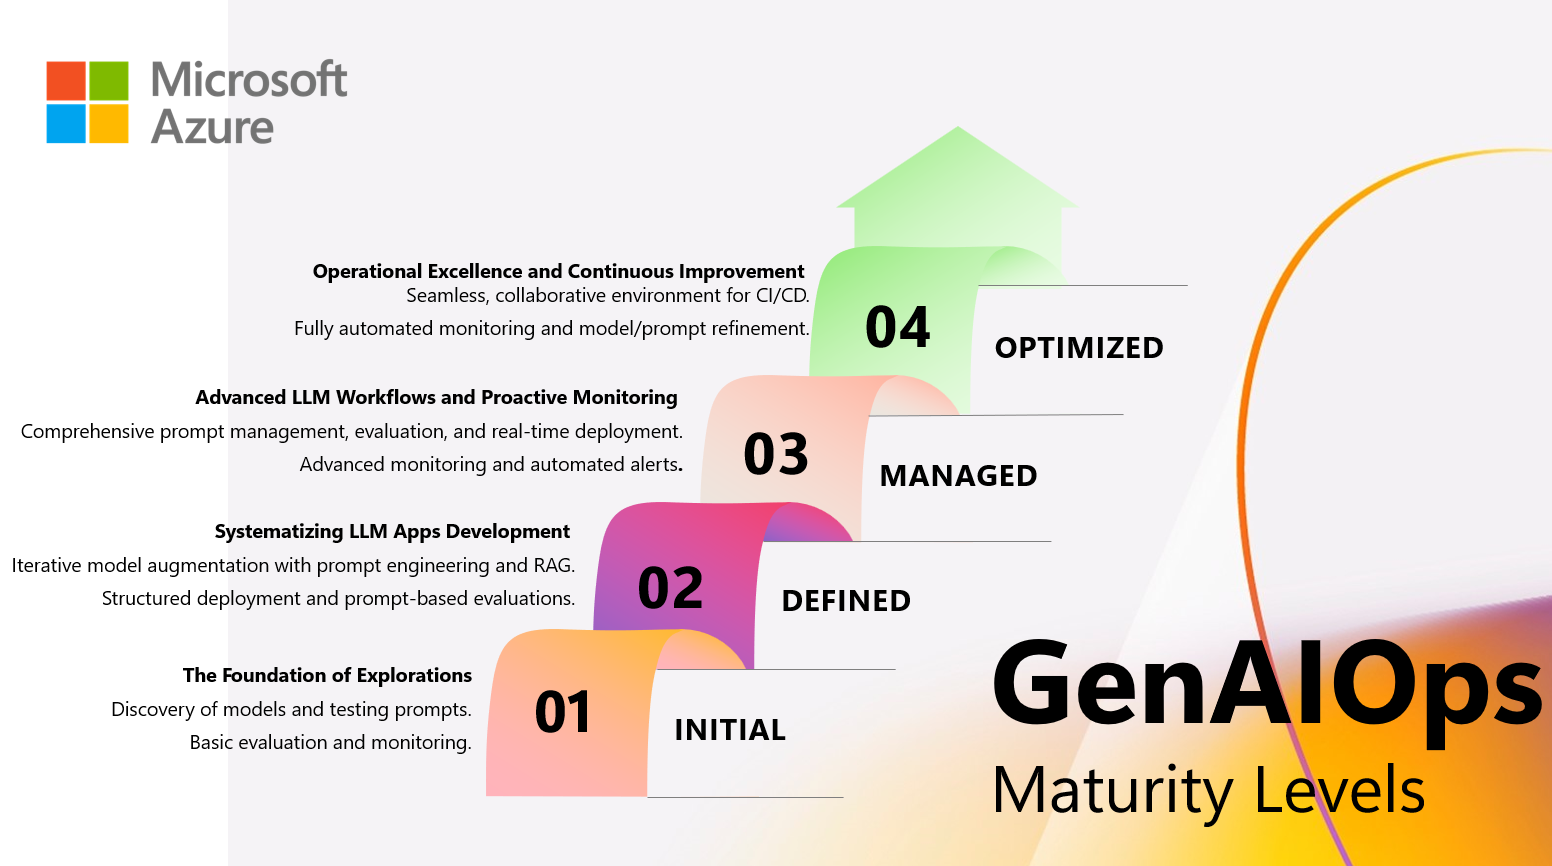 Microsoft
Azure
Operational Excellence and Continuous Improvement
Seamless, collaborative environment for CI/CD.
Fully automated monitoring and model/prompt refinement.
04
OPTIMIZED
Advanced LLM Workflows and Proactive Monitoring
Comprehensive prompt management, evaluation, and real-time deployment.
Advanced monitoring and automated alerts.
03
MANAGED
Systematizing LLM Apps Development
Iterative model augmentation with prompt engineering and RAG.
Structured deployment and prompt-based evaluations.
02
DEFINED
The Foundation of Explorations
Discovery of models and testing prompts.
Basic evaluation and monitoring.
01
INITIAL
GenAIOps
Maturity Levels